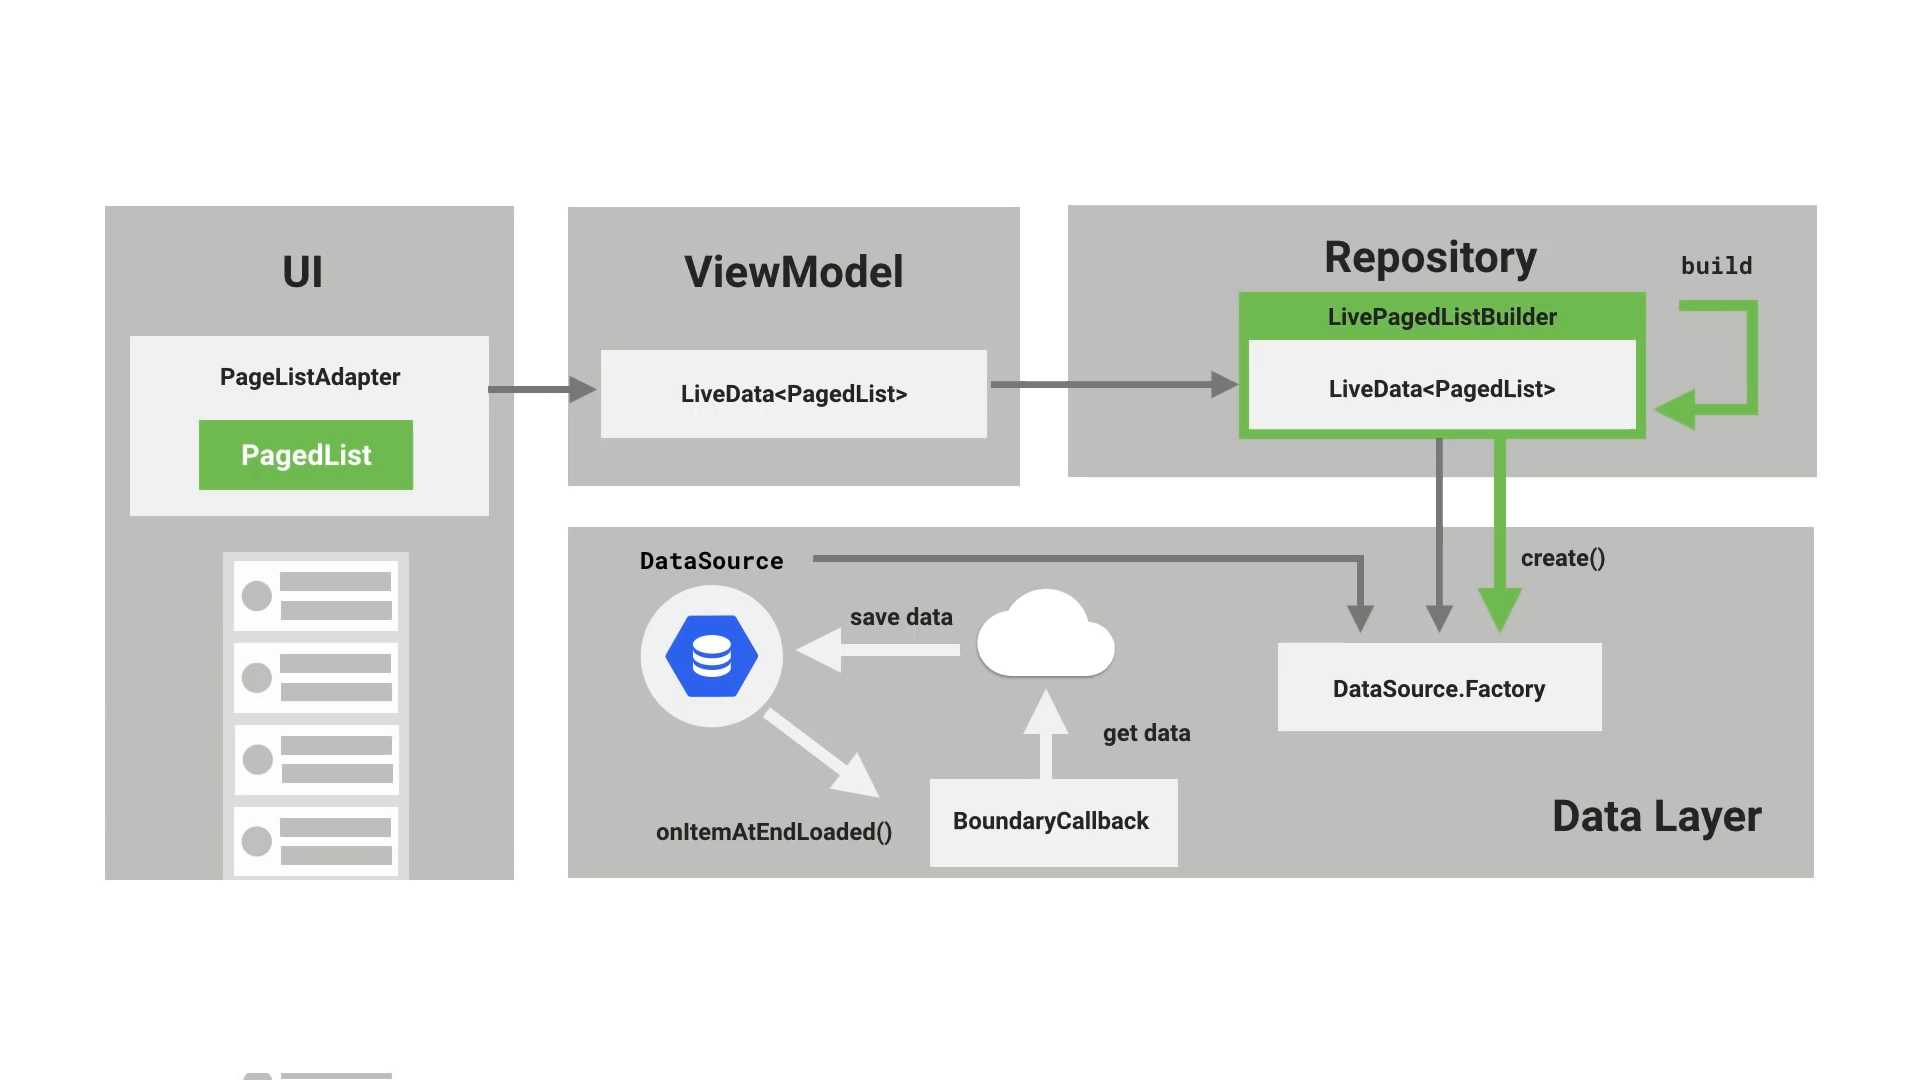 UI
PageListAdapter
PagedList
ViewModel
LiveData<PagedList>
Repository
build
LivePagedListBuilder
LiveData<PagedList>
DataSource
create()
save data
get data
DataSource.Factory
onItemAtEndLoaded()
BoundaryCallback
Data Layer